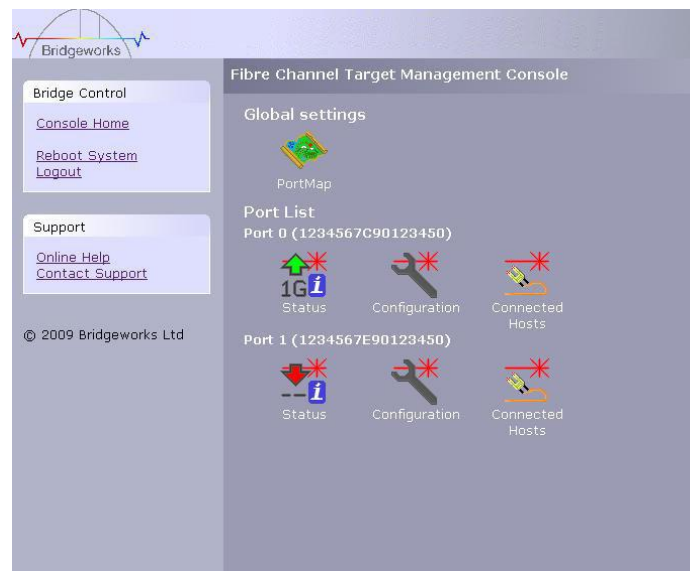 Bridgeworks
Fibre Channel Target Management Console
Bridge Control
Console Home
Reboot System
Logout
Support
Online Help
Contact Support
© 2009 Bridgeworks Ltd
Global settings
PortMap
Port List
Port 0 (1234567C90123450)
1G i
Status
Configuration
Connected
Hosts
Port 1 (1234567E90123450)
-- i
Status
Configuration
Connected
Hosts